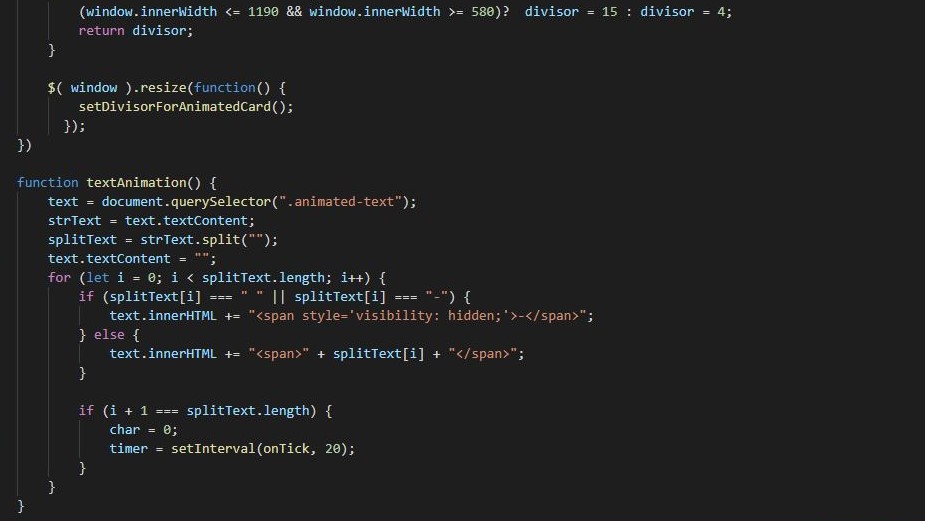 (window.innerWidth <= 1190 && window.innerWidth >= 580)?  divisor = 15 : divisor = 4;
return divisor;
}
$( window ).resize(function() {
setDivisorForAnimatedCard();
});
})
function textAnimation() {
text = document.querySelector(".animated-text");
strText = text.textContent;
splitText = strText.split("");
text.textContent = "";
for (let i = 0; i < splitText.length; i++) {
if (splitText[i] === " " || splitText[i] === "-") {
text.innerHTML += "<span style='visibility: hidden;'>-</span>";
} else {
text.innerHTML += "<span>" + splitText[i] + "</span>";
}
if (i + 1 === splitText.length) {
char = 0;
timer = setInterval(onTick, 20);
}
}
}